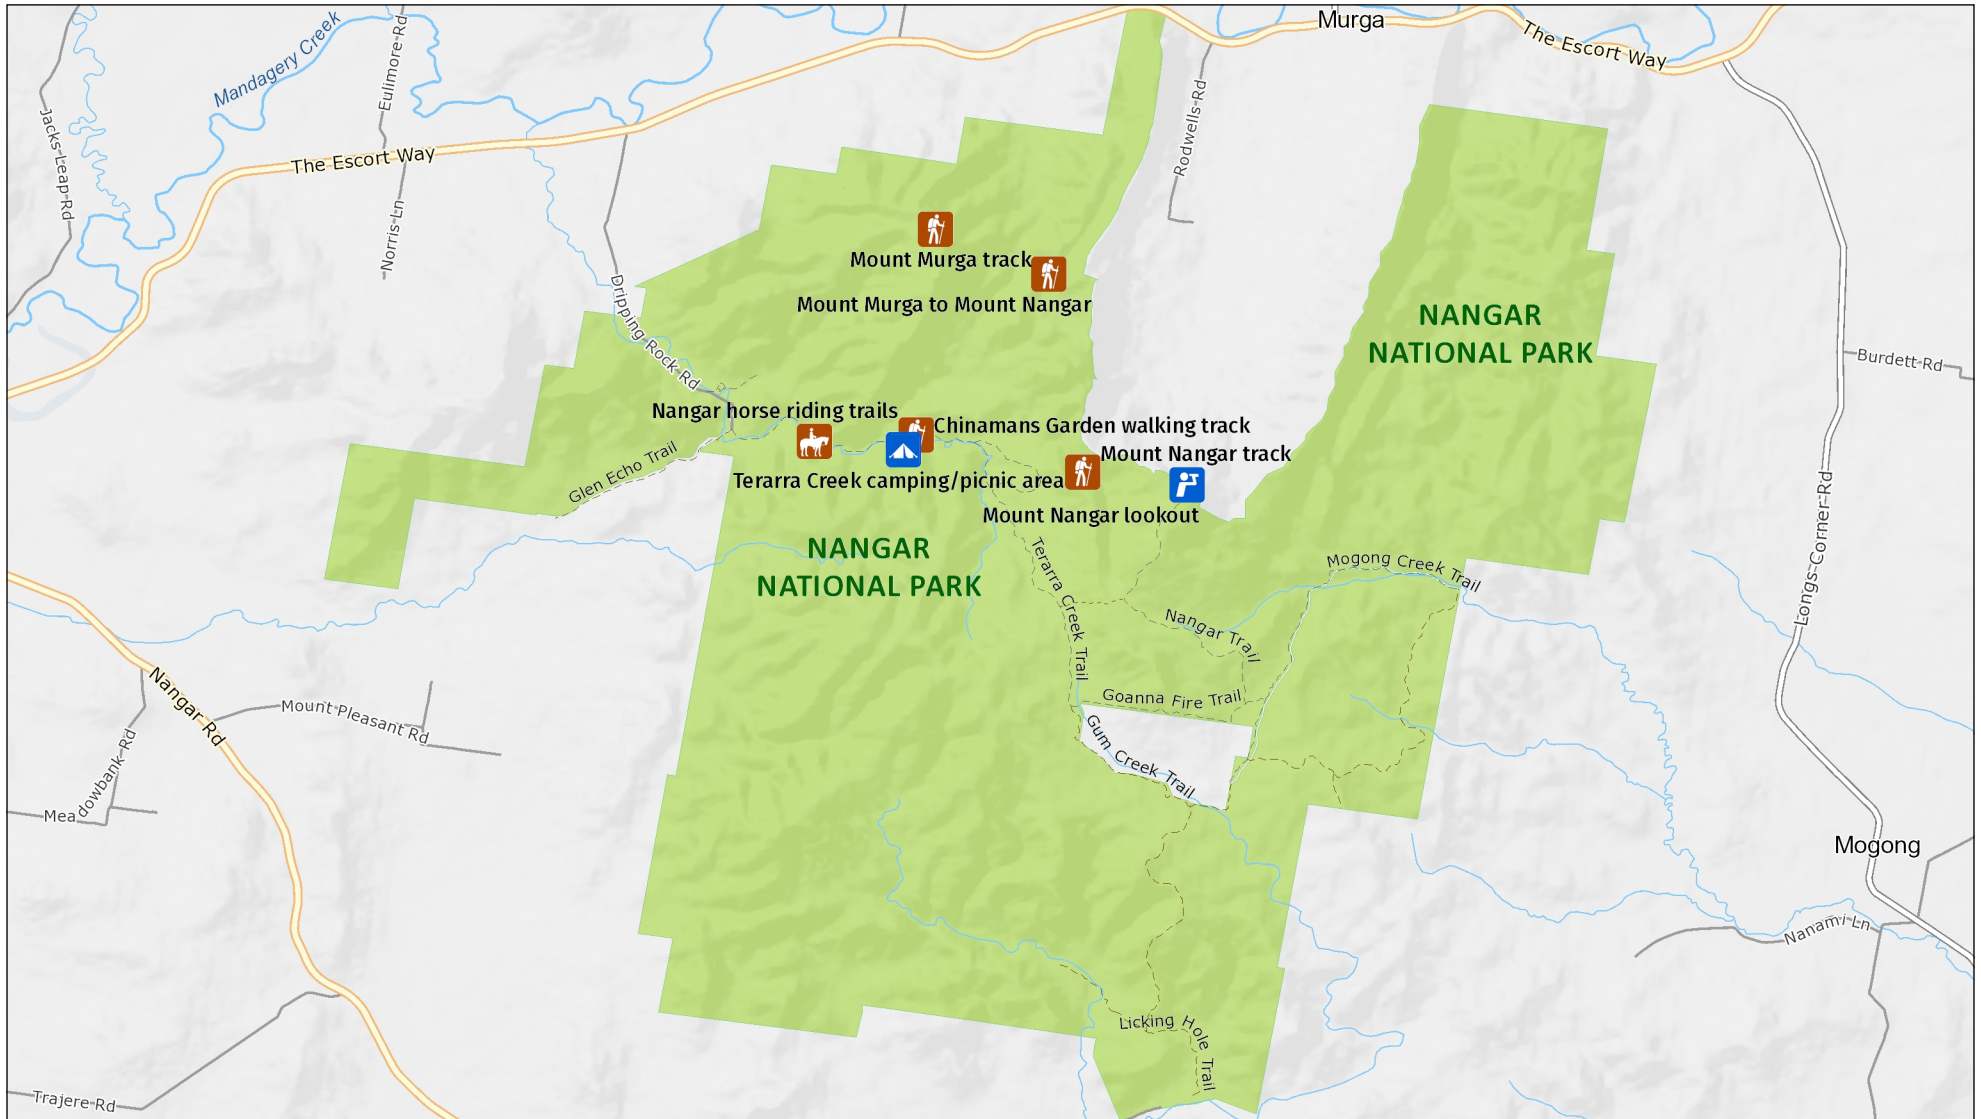 Murga
The Escort Way
Mandagery Creek
Eulimore Rd
Jacks Leap Rd
The Escort Way
Rodwells Rd
Norris Ln
Mount Murga track
Mount Murga to Mount Nangar
Dripping Rock Rd
NANGAR
NATIONAL PARK
Burdett Rd
Nangar horse riding trails
Chinamans Garden walking track
Mount Nangar track
Glen Echo Trail
Terarra Creek camping/picnic area
Mount Nangar lookout
NANGAR
NATIONAL PARK
Longs Corner Rd
Mogong Creek Trail
Terarra Creek Trail
Nangar Trail
Goanna Fire Trail
Nangar Rd
Mount Pleasant Rd
Gum Creek Trail
Meadowbank Rd
Mogong
Nanami Ln
Licking Hole Trail
Trajere Rd